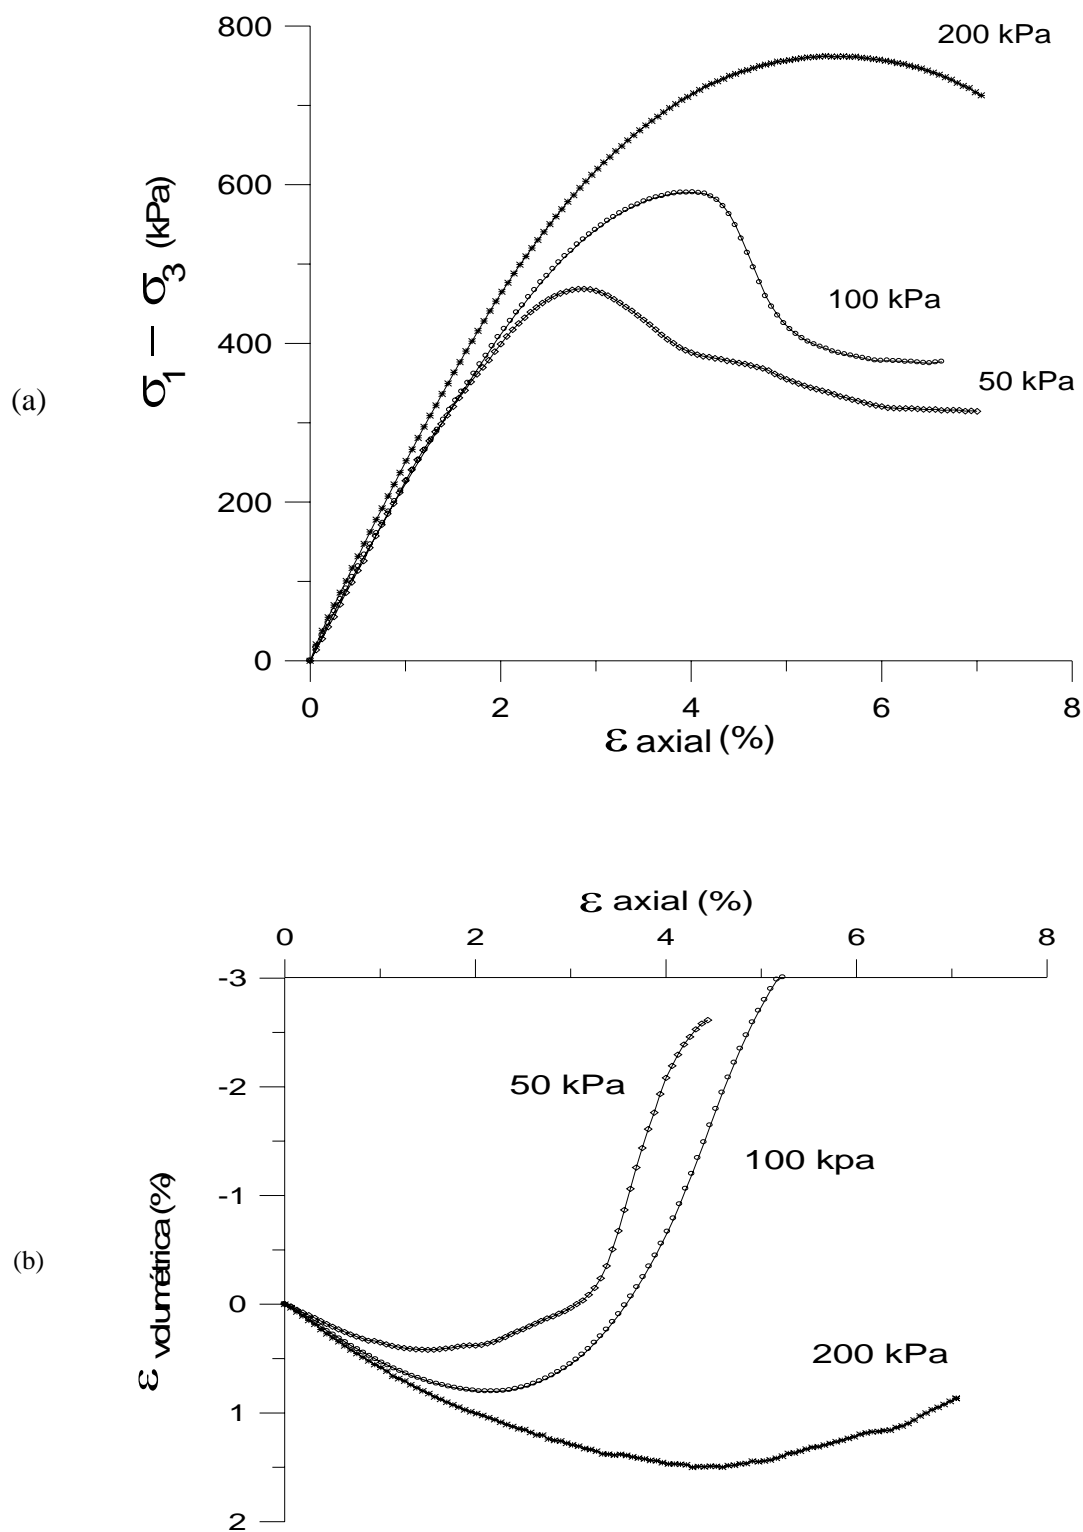 800
200 kPa
600
σ1 — σ3 (kPa)
100 kPa
400
50 kPa
(a)
200
0
0 2 4 6 8
ε axial (%)
ε axial (%)
0 2 4 6 8
-3
50 kPa
-2
100 kpa
-1
(b)
0
ε volumétrica (%)
200 kPa
1
2